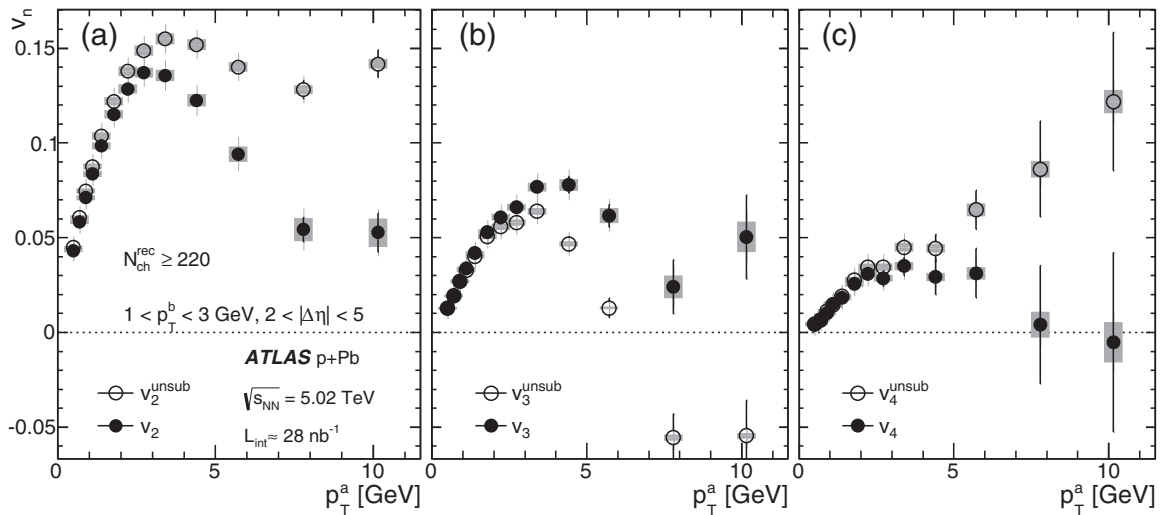 v_n
(a)
(b)
(c)
0.15
0.1
0.05
0
-0.05
N_ch^rec ≥ 220
1 < p_T^b < 3 GeV, 2 < |Δη| < 5
ATLAS p+Pb
√s_NN = 5.02 TeV
L_int ≈ 28 nb^-1
v_2^unsub
v_2
v_3^unsub
v_3
v_4^unsub
v_4
0 5 10
0 5 10
0 5 10
p_T^a [GeV]
p_T^a [GeV]
p_T^a [GeV]